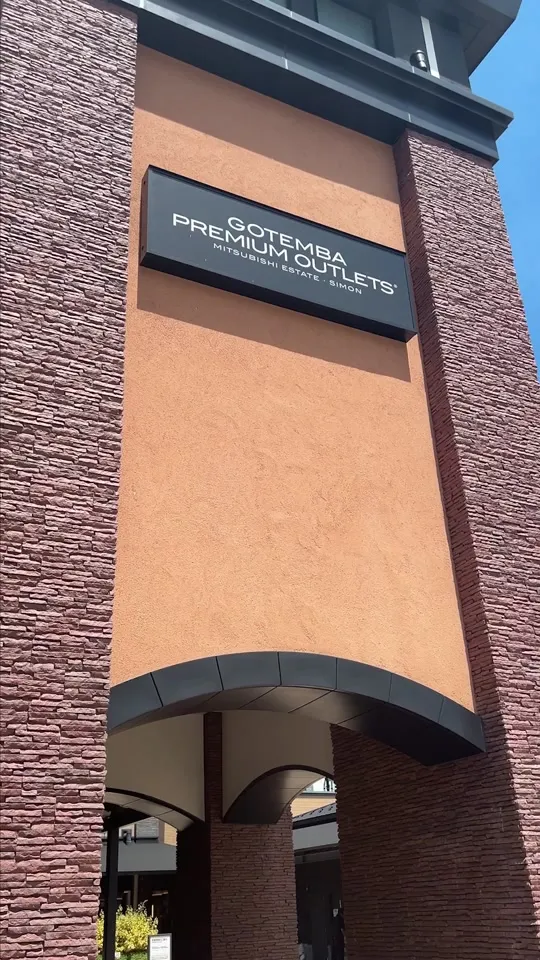 GOTEMBA
PREMIUM OUTLETS®
MITSUBISHI ESTATE · SIMON